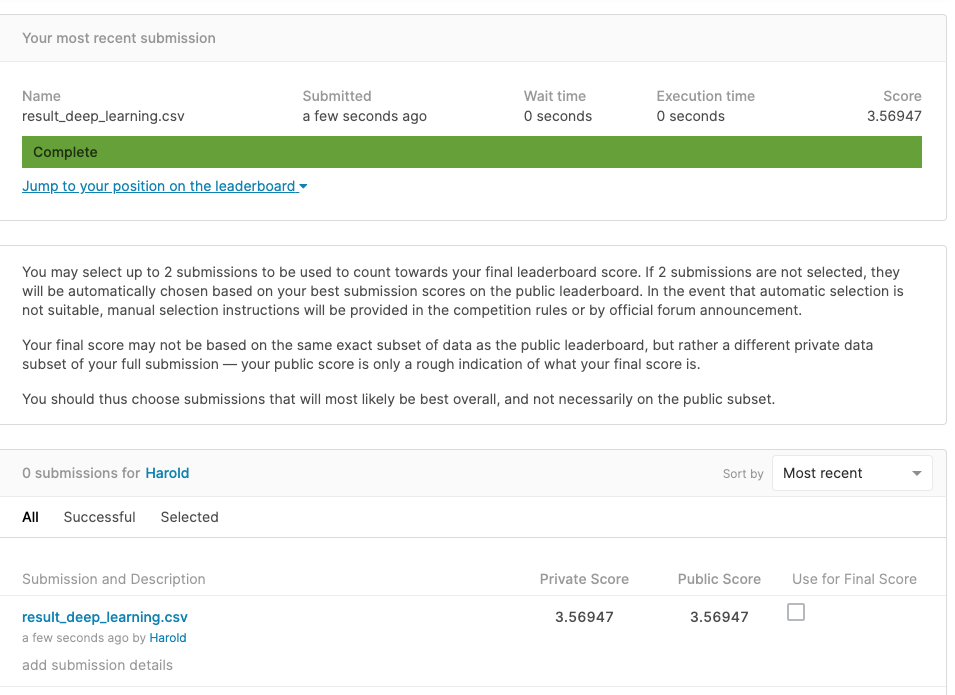 Your most recent submission
Name Submitted Wait time Execution time Score
result_deep_learning.csv a few seconds ago 0 seconds 0 seconds 3.56947
Complete
Jump to your position on the leaderboard
You may select up to 2 submissions to be used to count towards your final leaderboard score. If 2 submissions are not selected, they
will be automatically chosen based on your best submission scores on the public leaderboard. In the event that automatic selection is
not suitable, manual selection instructions will be provided in the competition rules or by official forum announcement.
Your final score may not be based on the same exact subset of data as the public leaderboard, but rather a different private data
subset of your full submission — your public score is only a rough indication of what your final score is.
You should thus choose submissions that will most likely be best overall, and not necessarily on the public subset.
0 submissions for Harold Sort by Most recent
All Successful Selected
Submission and Description Private Score Public Score Use for Final Score
result_deep_learning.csv 3.56947 3.56947
a few seconds ago by Harold
add submission details